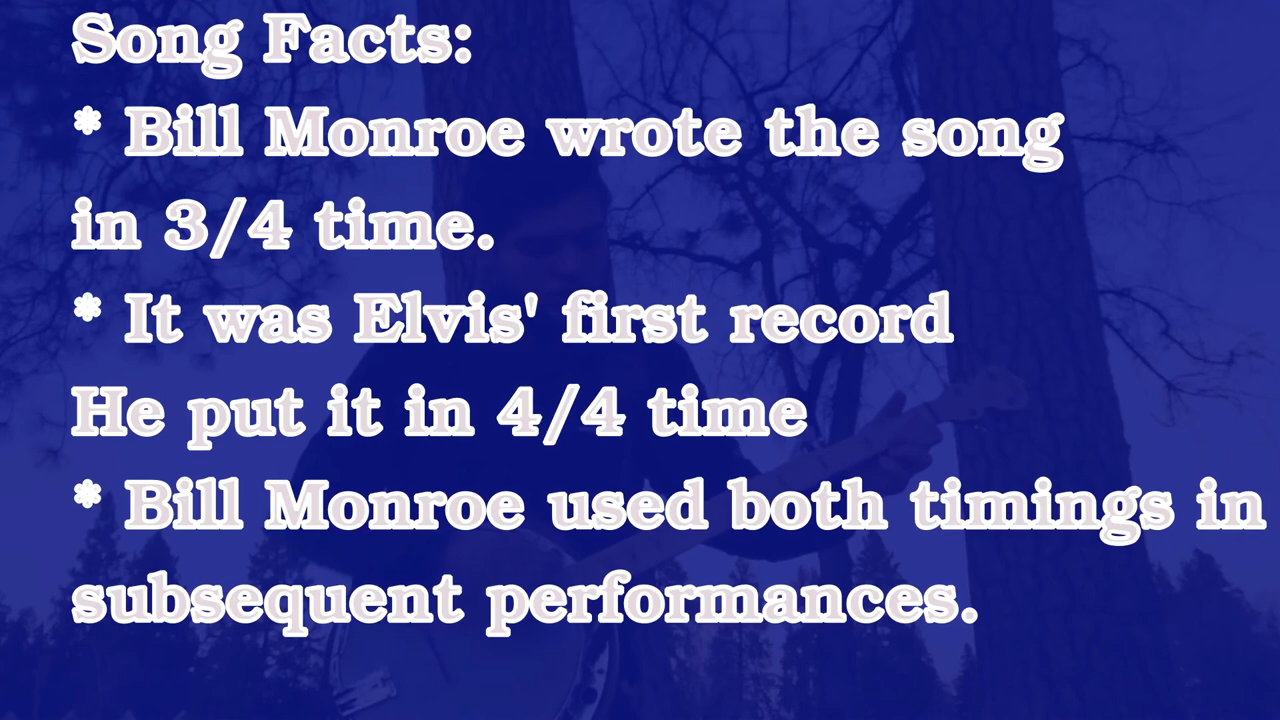 Song Facts:
* Bill Monroe wrote the song
in 3/4 time.
* It was Elvis' first record
He put it in 4/4 time
* Bill Monroe used both timings in
subsequent performances.